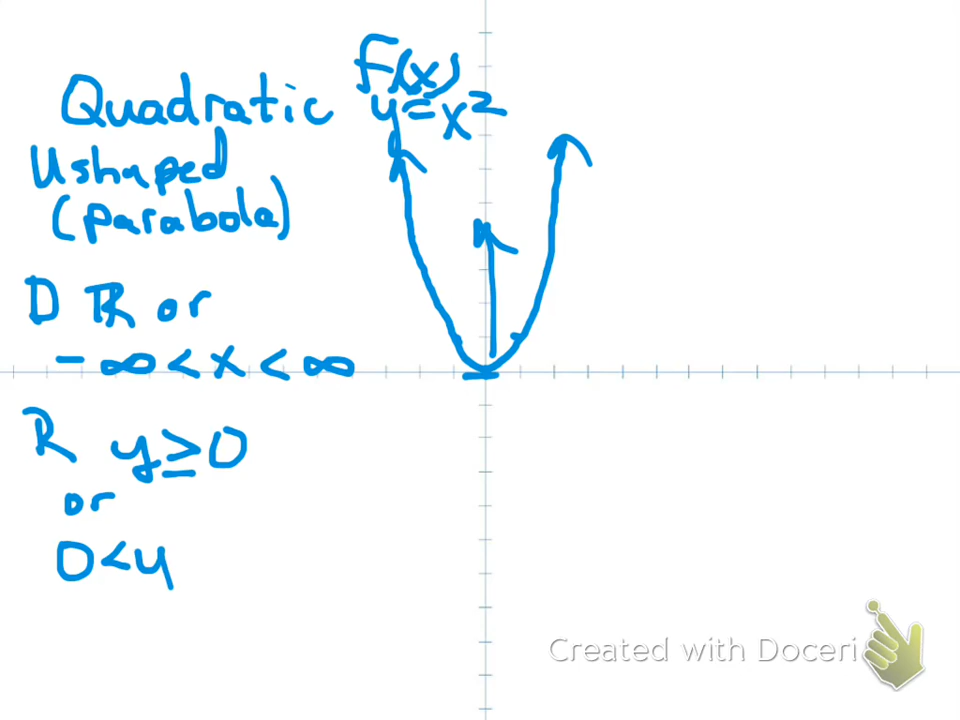 Quadratic
F(x)
y = x²
Ushaped
(parabola)
D ℝ or
-∞ < x < ∞
R y ≥ 0
or
0 < y
Created with Doceri